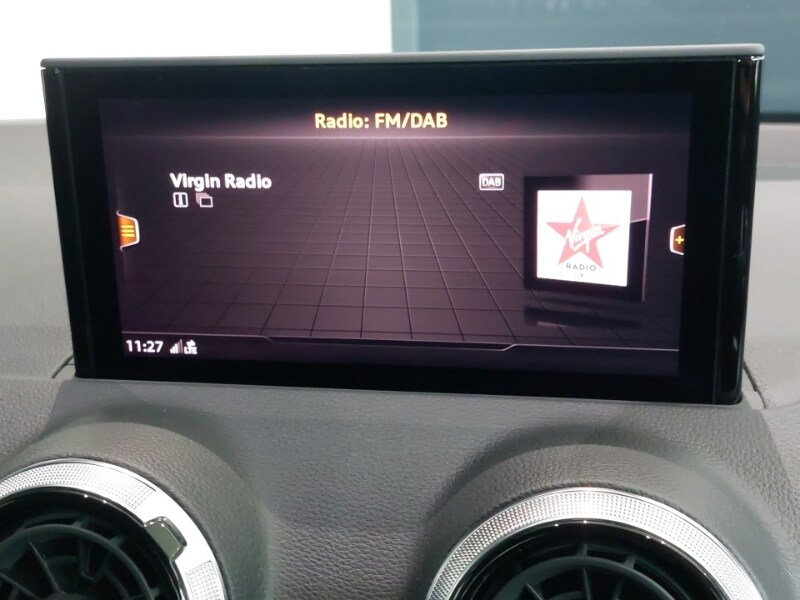 Radio: FM/DAB
Virgin Radio
DAB
Virgin
RADIO
11:27 LTE